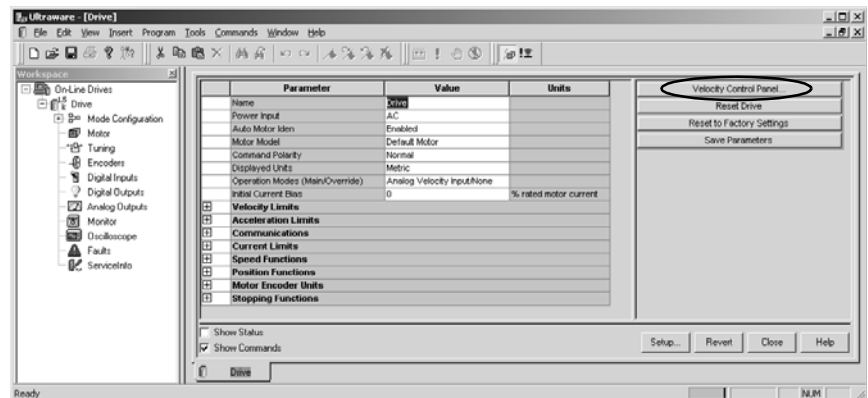 Ultraware - [Drive]
File Edit View Insert Program Tools Commands Window Help
Workspace
On-Line Drives
Drive
Mode Configuration
Motor
Tuning
Encoders
Digital Inputs
Digital Outputs
Analog Outputs
Monitor
Oscilloscope
Faults
ServiceInfo
Parameter Value Units
Name Drive
Power Input AC
Auto Motor Iden Enabled
Motor Model Default Motor
Command Polarity Normal
Displayed Units Metric
Operation Modes (Main/Override) Analog Velocity Input/None
Initial Current Bias 0 % rated motor current
Velocity Limits
Acceleration Limits
Communications
Current Limits
Speed Functions
Position Functions
Motor Encoder Units
Stopping Functions
Velocity Control Panel...
Reset Drive
Reset to Factory Settings
Save Parameters
Show Status
Show Commands
Setup... Revert Close Help
Drive
Ready NUM